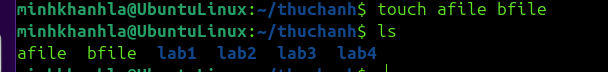 minhkhanhla@UbuntuLinux:~/thuchanh$ touch afile bfile
minhkhanhla@UbuntuLinux:~/thuchanh$ ls
afile  bfile  lab1  lab2  lab3  lab4